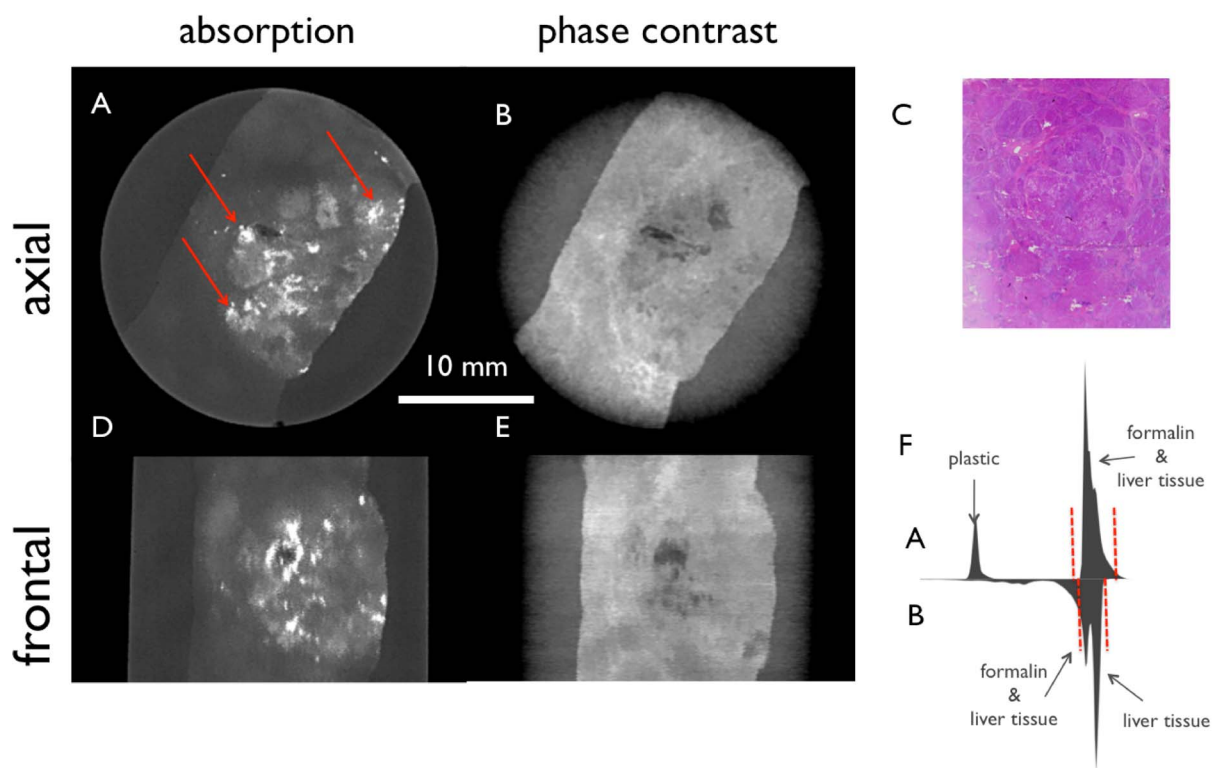 absorption
phase contrast
A
B
C
axial
10 mm
D
E
frontal
F
plastic
formalin
&
liver tissue
A
B
formalin
&
liver tissue
liver tissue